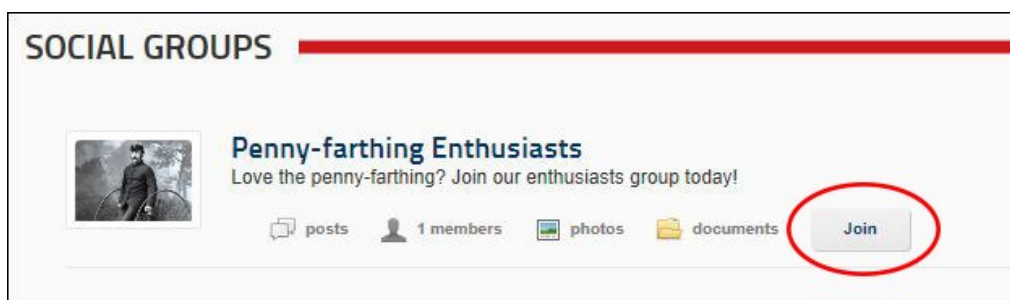 SOCIAL GROUPS
Penny-farthing Enthusiasts
Love the penny-farthing? Join our enthusiasts group today!
posts 1 members photos documents Join